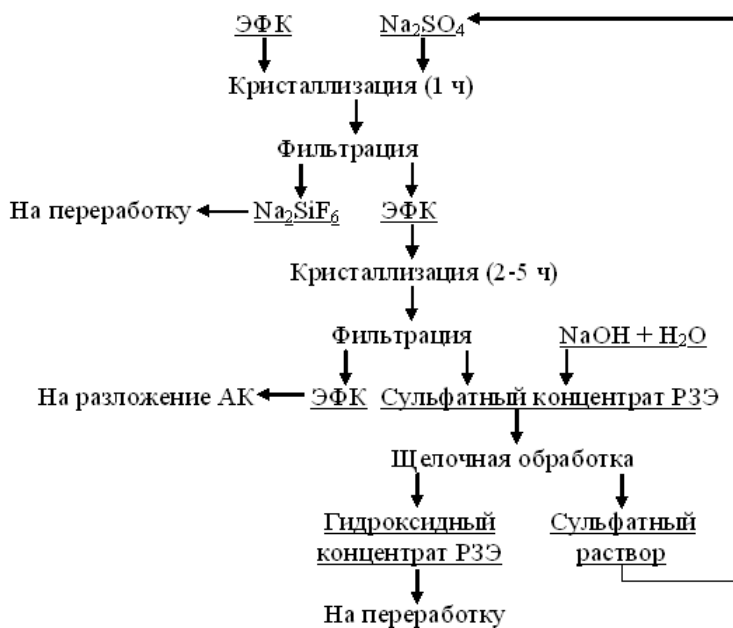 ЭФК Na₂SO₄
Кристаллизация (1 ч)
Фильтрация
На переработку Na₂SiF₆ ЭФК
Кристаллизация (2-5 ч)
Фильтрация NaOH + H₂O
На разложение АК ЭФК Сульфатный концентрат РЗЭ
Щелочная обработка
Гидроксидный Сульфатный
концентрат РЗЭ раствор
На переработку